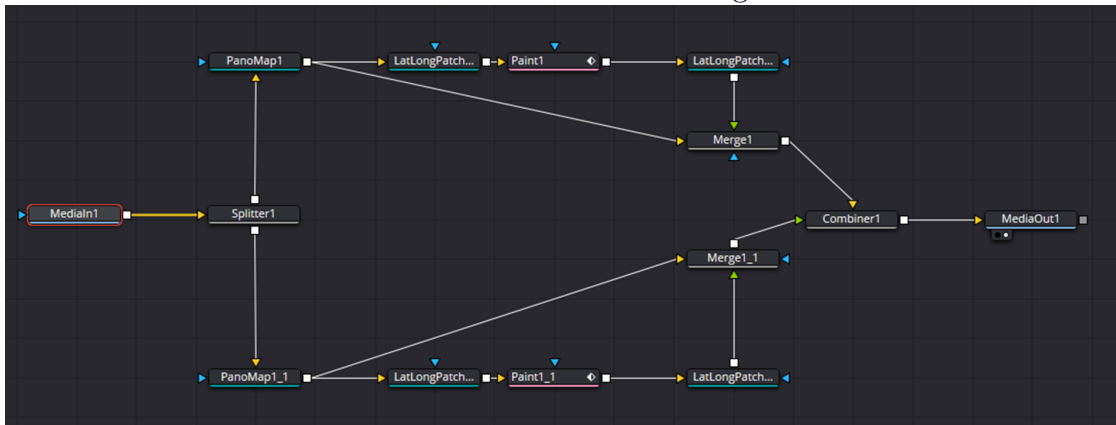 PanoMap1
LatLongPatch...
Paint1
LatLongPatch...
Merge1
MediaIn1
Splitter1
Combiner1
MediaOut1
Merge1_1
PanoMap1_1
LatLongPatch...
Paint1_1
LatLongPatch...